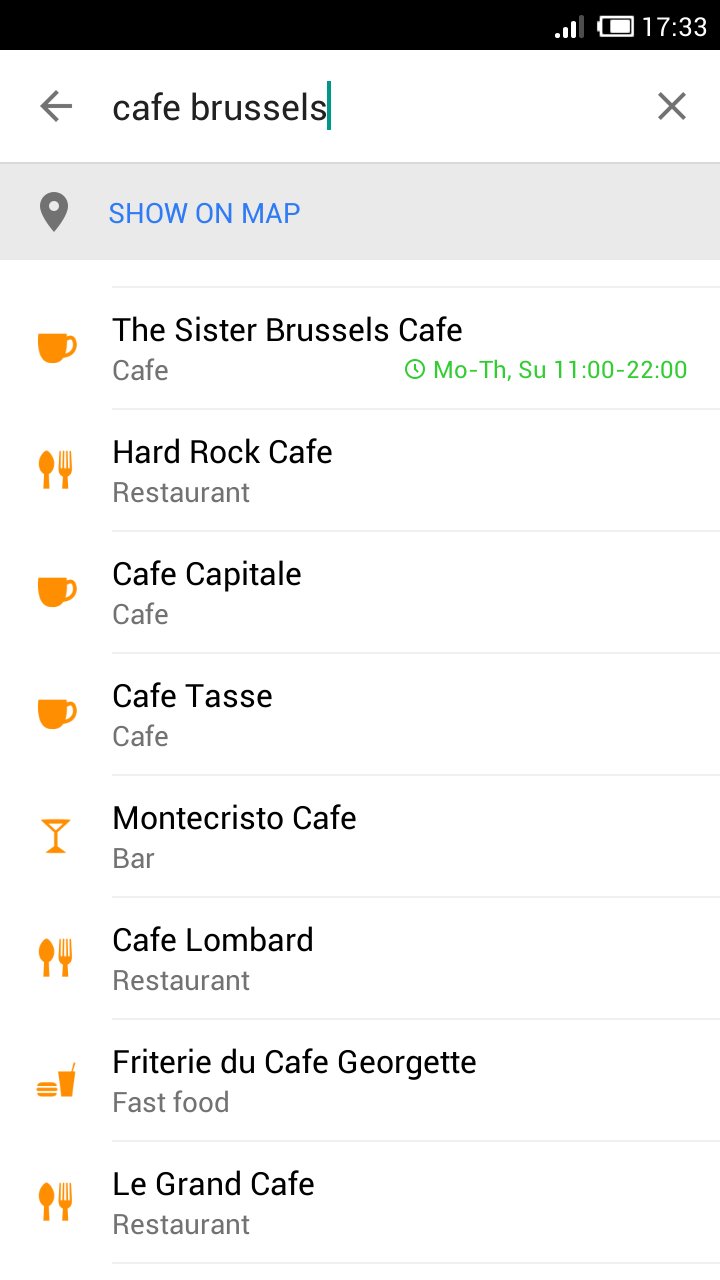 17:33
cafe brussels
SHOW ON MAP
The Sister Brussels Cafe
Cafe Mo-Th, Su 11:00-22:00
Hard Rock Cafe
Restaurant
Cafe Capitale
Cafe
Cafe Tasse
Cafe
Montecristo Cafe
Bar
Cafe Lombard
Restaurant
Friterie du Cafe Georgette
Fast food
Le Grand Cafe
Restaurant